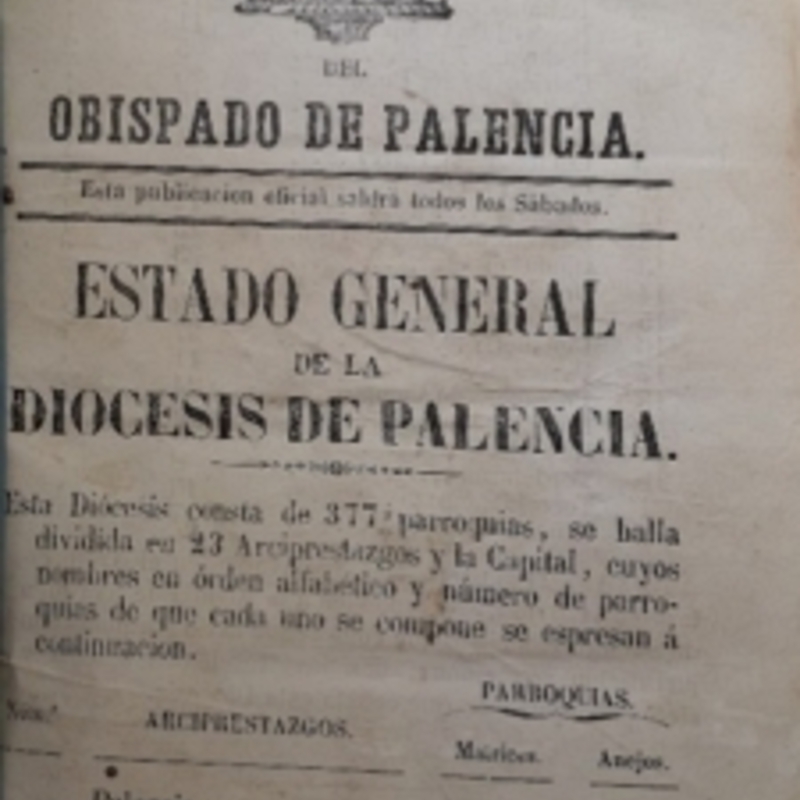 DEL
OBISPADO DE PALENCIA.
Esta publicacion oficial saldrá todos los Sábados.
ESTADO GENERAL
DE LA
DIOCESIS DE PALENCIA.
Esta Diócesis consta de 377 parroquias, se halla
dividida en 23 Arciprestazgos y la Capital, cuyos
nombres en órden alfabético y número de parro-
quias de que cada uno se compone se espresan á
continuacion.
PARROQUIAS.
Núm.º ARCIPRESTAZGOS.
Matrices. Anejos.